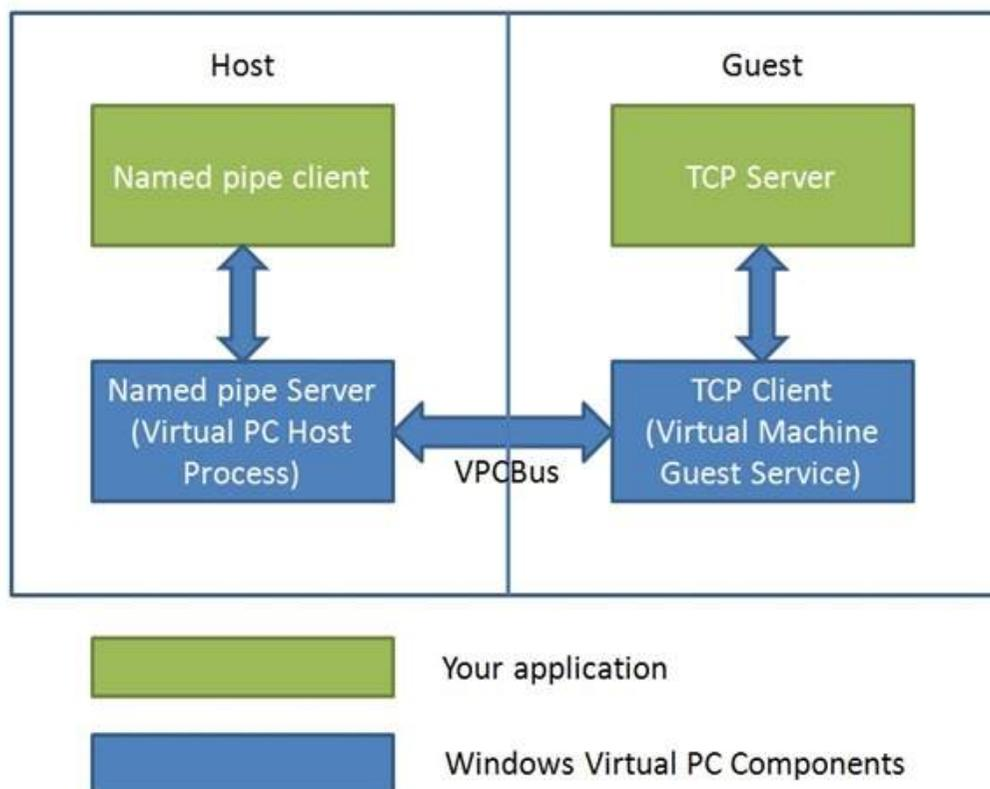 Host
Guest
Named pipe client
TCP Server
Named pipe Server
(Virtual PC Host
Process)
TCP Client
(Virtual Machine
Guest Service)
VPCBus
Your application
Windows Virtual PC Components